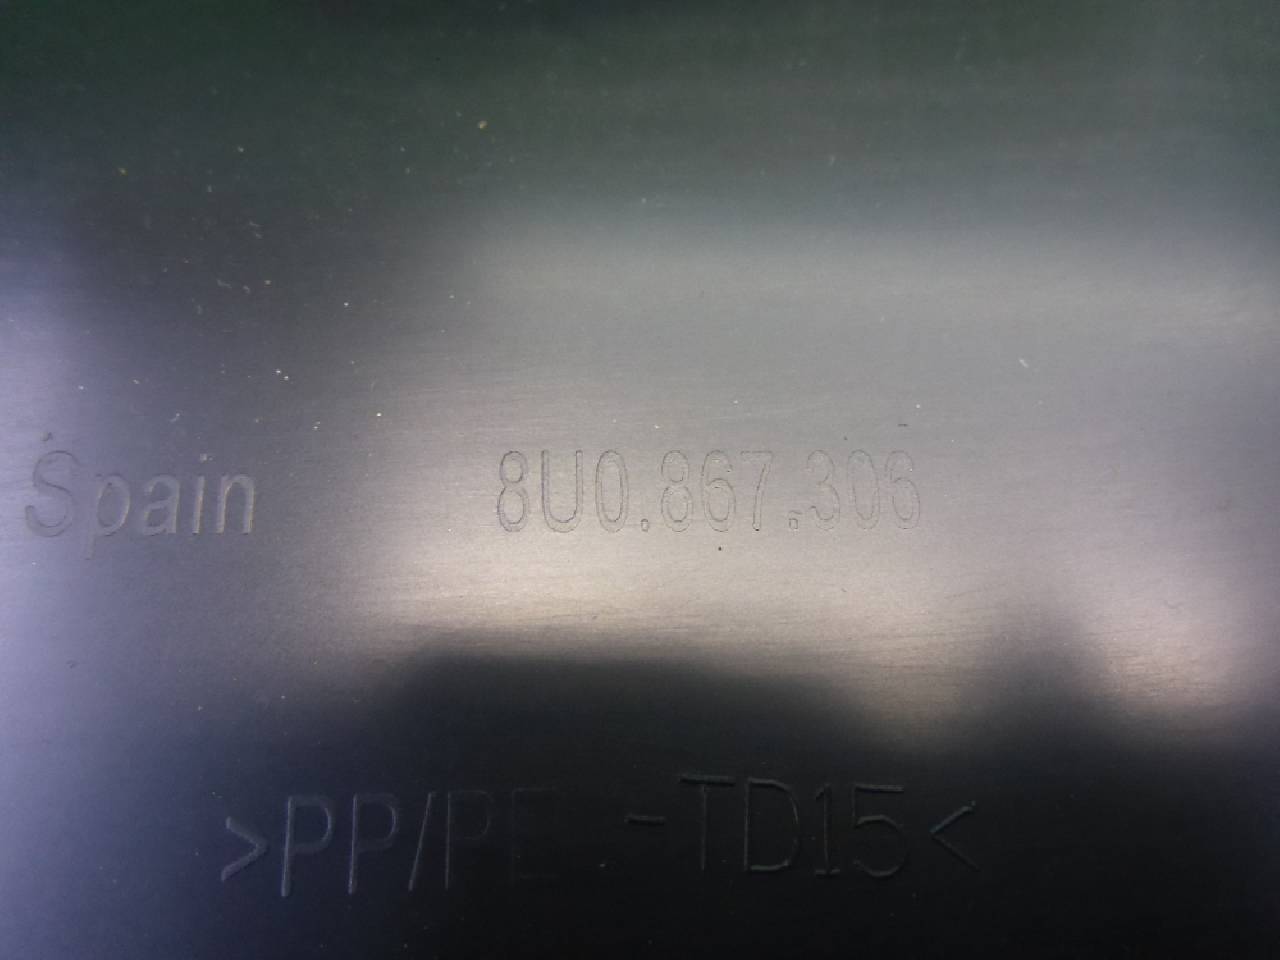 Spain 8U0.867.306
>PP/PE -TD15<